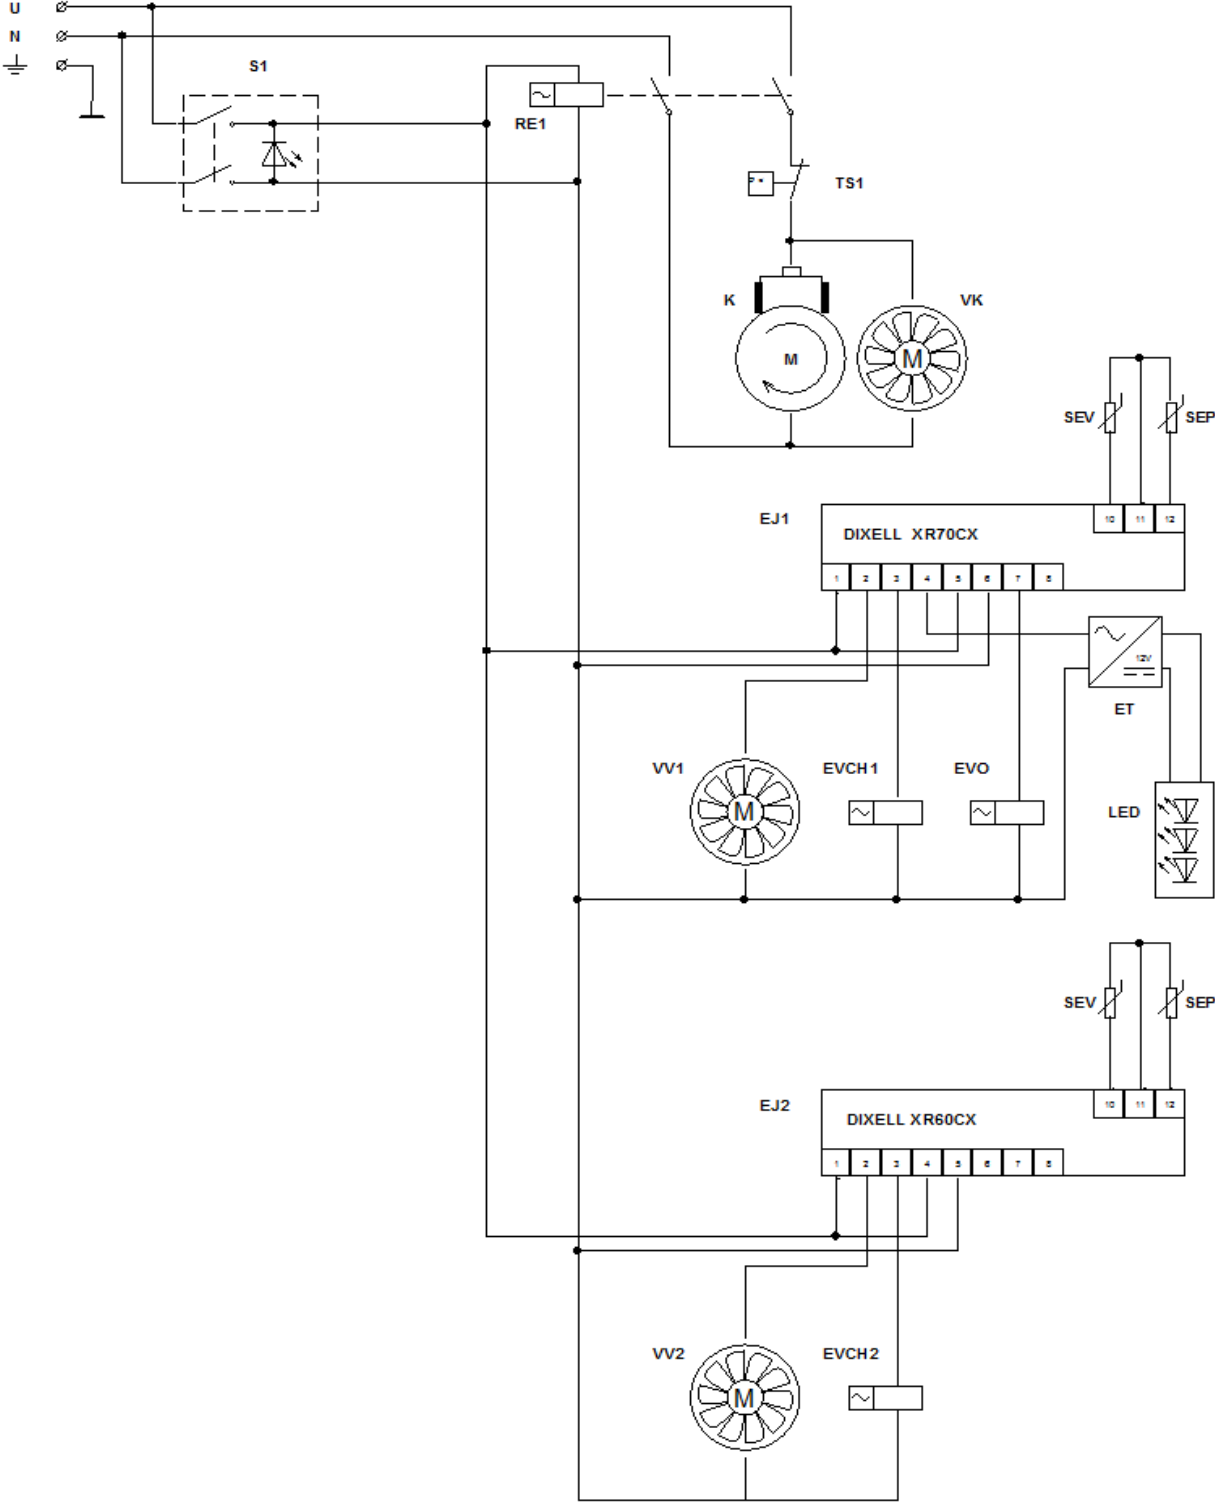 U
N
S1
RE1
TS1
K
VK
M
M
SEV
SEP
EJ1
DIXELL XR70CX
10 11 12
1 2 3 4 5 6 7 8
12V
ET
VV1
EVCH1
EVO
LED
M
SEV
SEP
EJ2
DIXELL XR60CX
10 11 12
1 2 3 4 5 6 7 8
VV2
EVCH2
M